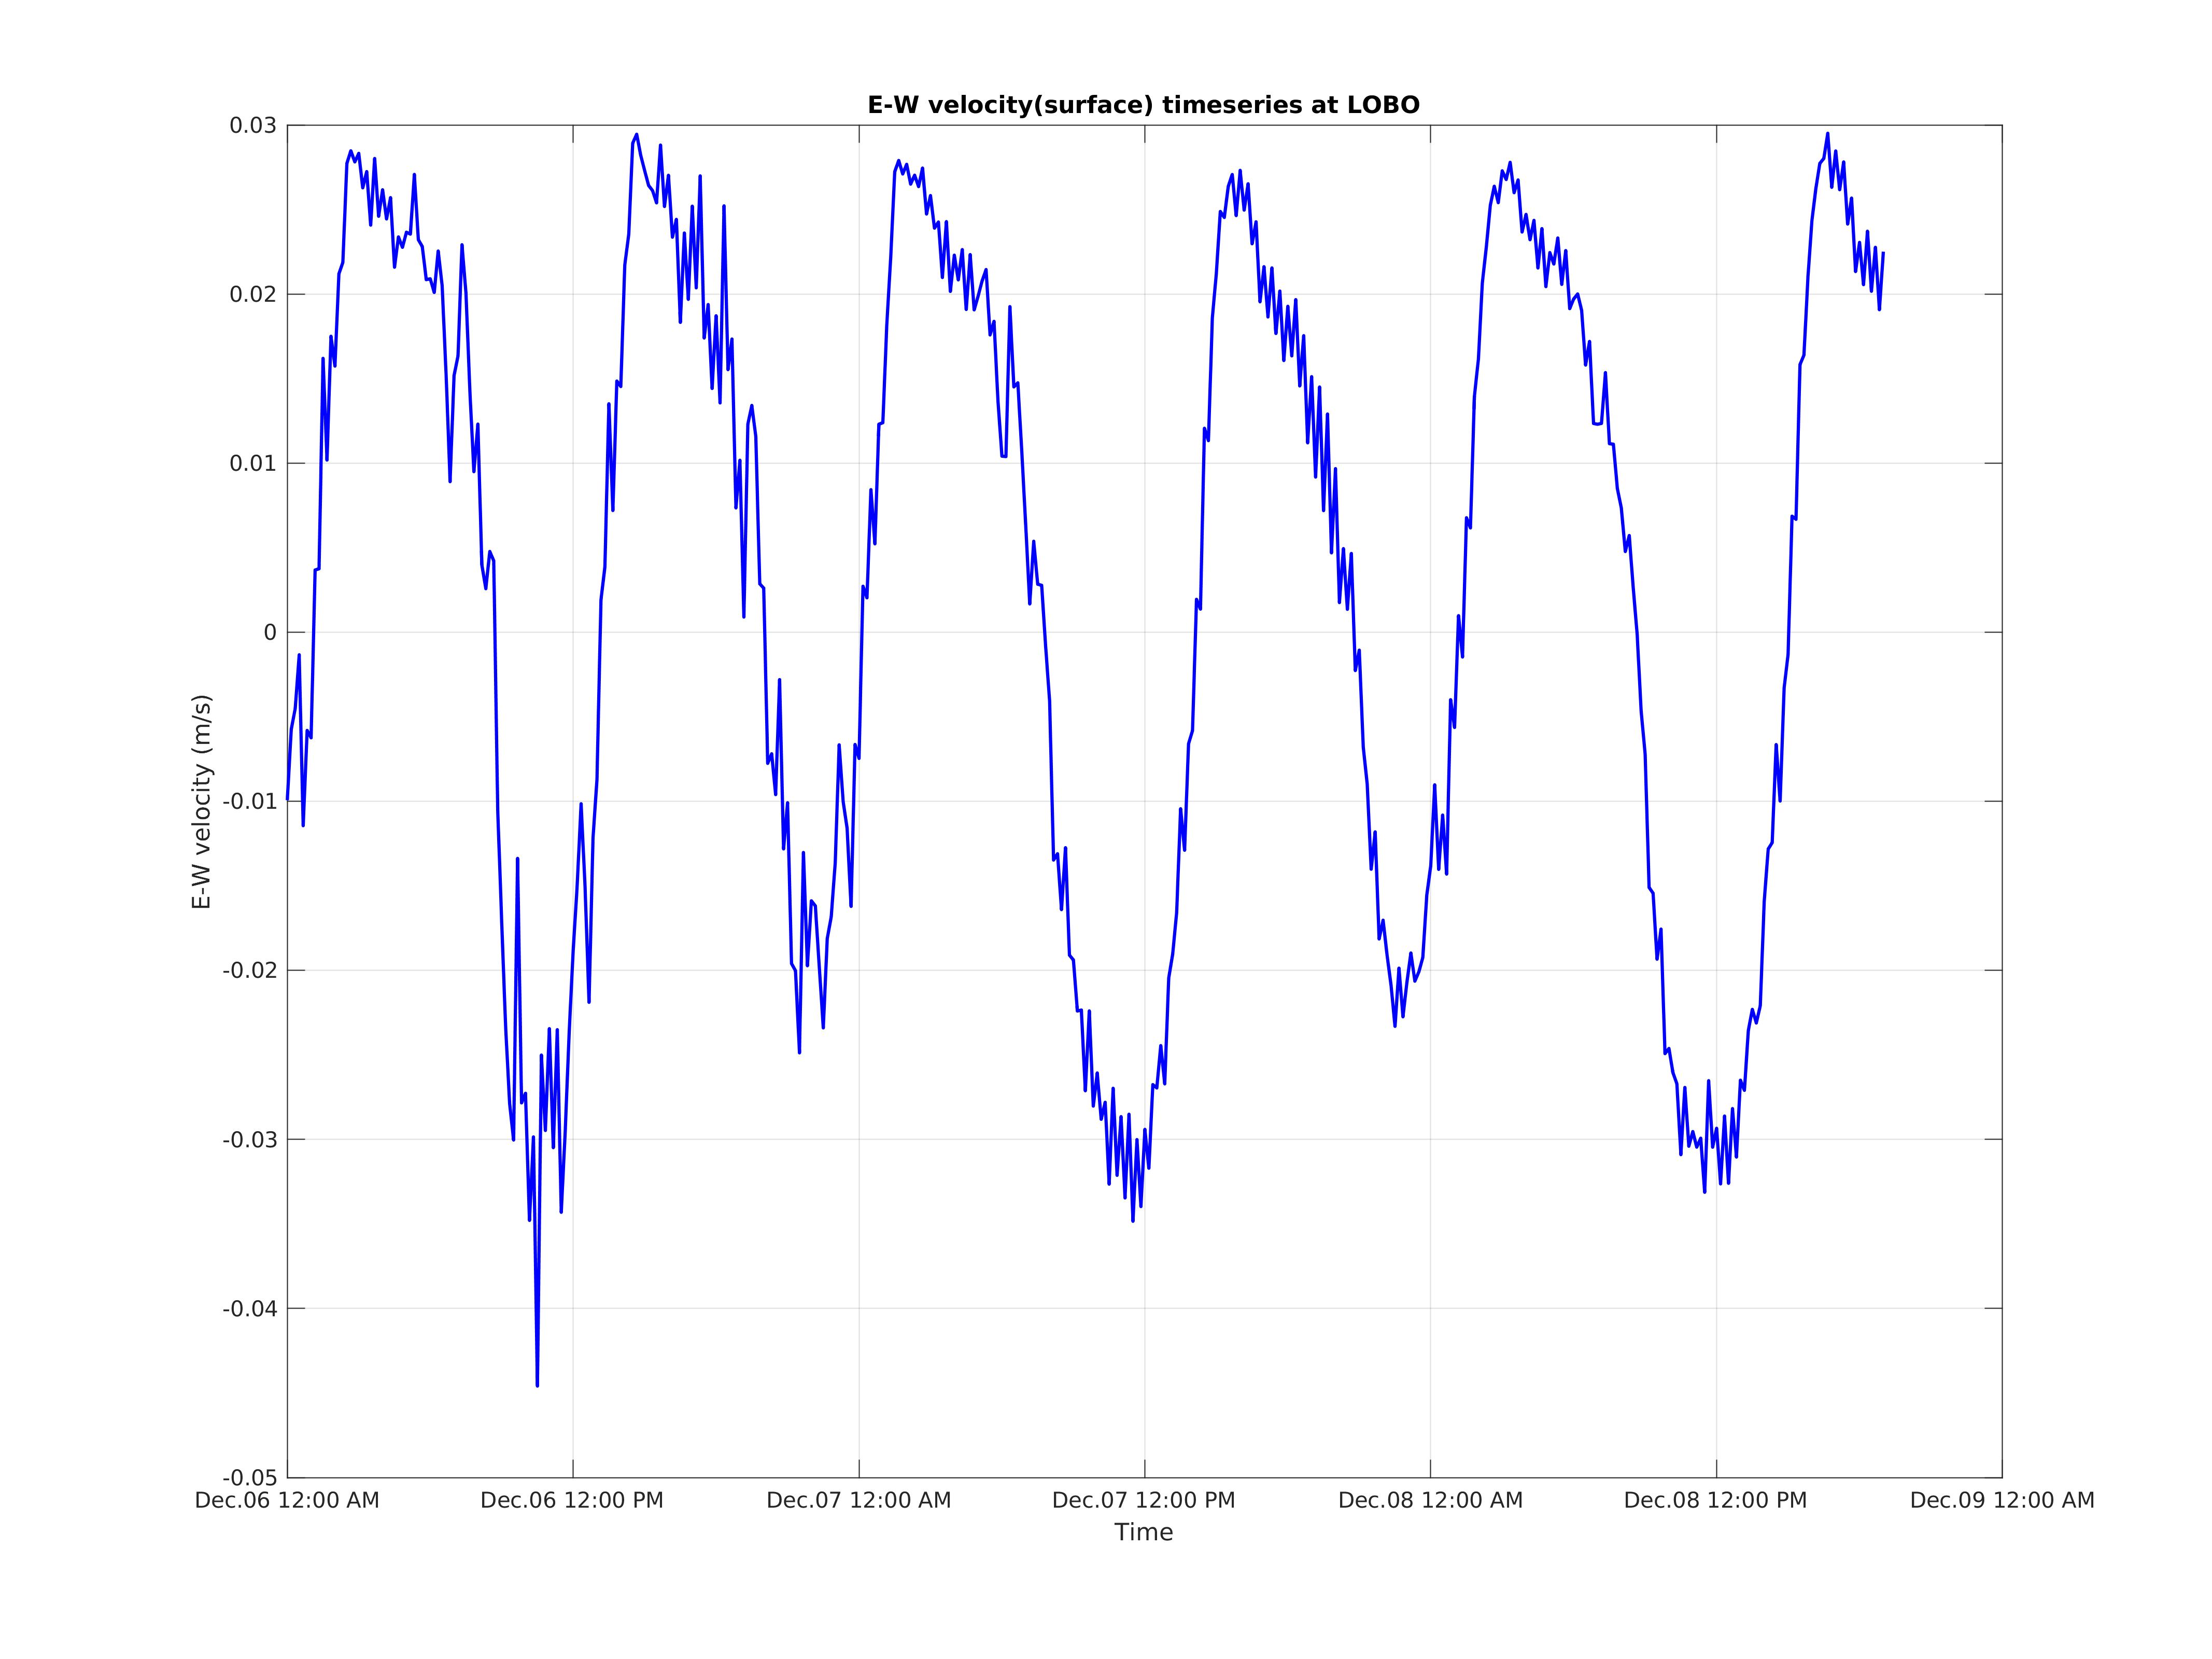 E-W velocity(surface) timeseries at LOBO
0.03
0.02
0.01
0
-0.01
-0.02
-0.03
-0.04
-0.05
E-W velocity (m/s)
Dec.06 12:00 AM Dec.06 12:00 PM Dec.07 12:00 AM Dec.07 12:00 PM Dec.08 12:00 AM Dec.08 12:00 PM Dec.09 12:00 AM
Time